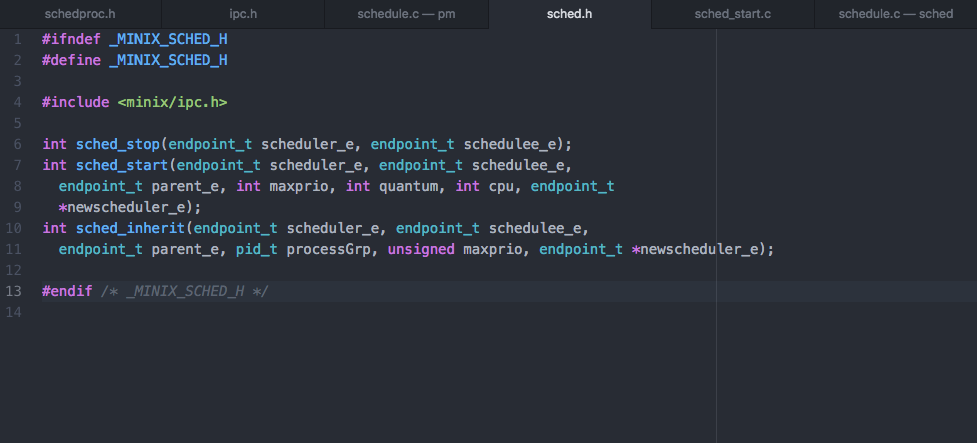 schedproc.h ipc.h schedule.c — pm sched.h sched_start.c schedule.c — sched
1 #ifndef _MINIX_SCHED_H
2 #define _MINIX_SCHED_H
3
4 #include <minix/ipc.h>
5
6 int sched_stop(endpoint_t scheduler_e, endpoint_t schedulee_e);
7 int sched_start(endpoint_t scheduler_e, endpoint_t schedulee_e,
8 endpoint_t parent_e, int maxprio, int quantum, int cpu, endpoint_t
9 *newscheduler_e);
10 int sched_inherit(endpoint_t scheduler_e, endpoint_t schedulee_e,
11 endpoint_t parent_e, pid_t processGrp, unsigned maxprio, endpoint_t *newscheduler_e);
12
13 #endif /* _MINIX_SCHED_H */
14